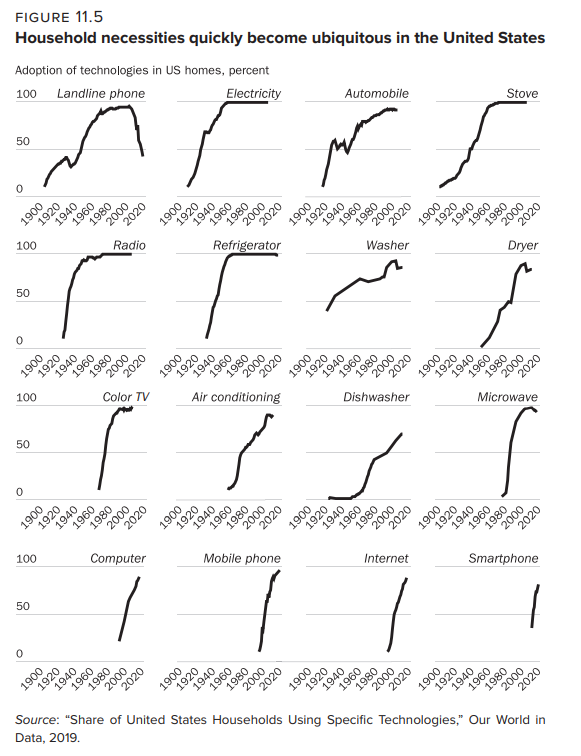 FIGURE 11.5
Household necessities quickly become ubiquitous in the United States
Adoption of technologies in US homes, percent
100 Landline phone Electricity Automobile Stove
50
0
1900 1920 1940 1960 1980 2000 2020 1900 1920 1940 1960 1980 2000 2020 1900 1920 1940 1960 1980 2000 2020 1900 1920 1940 1960 1980 2000 2020
100 Radio Refrigerator Washer Dryer
50
0
1900 1920 1940 1960 1980 2000 2020 1900 1920 1940 1960 1980 2000 2020 1900 1920 1940 1960 1980 2000 2020 1900 1920 1940 1960 1980 2000 2020
100 Color TV Air conditioning Dishwasher Microwave
50
0
1900 1920 1940 1960 1980 2000 2020 1900 1920 1940 1960 1980 2000 2020 1900 1920 1940 1960 1980 2000 2020 1900 1920 1940 1960 1980 2000 2020
100 Computer Mobile phone Internet Smartphone
50
0
1900 1920 1940 1960 1980 2000 2020 1900 1920 1940 1960 1980 2000 2020 1900 1920 1940 1960 1980 2000 2020 1900 1920 1940 1960 1980 2000 2020
Source: “Share of United States Households Using Specific Technologies,” Our World in
Data, 2019.